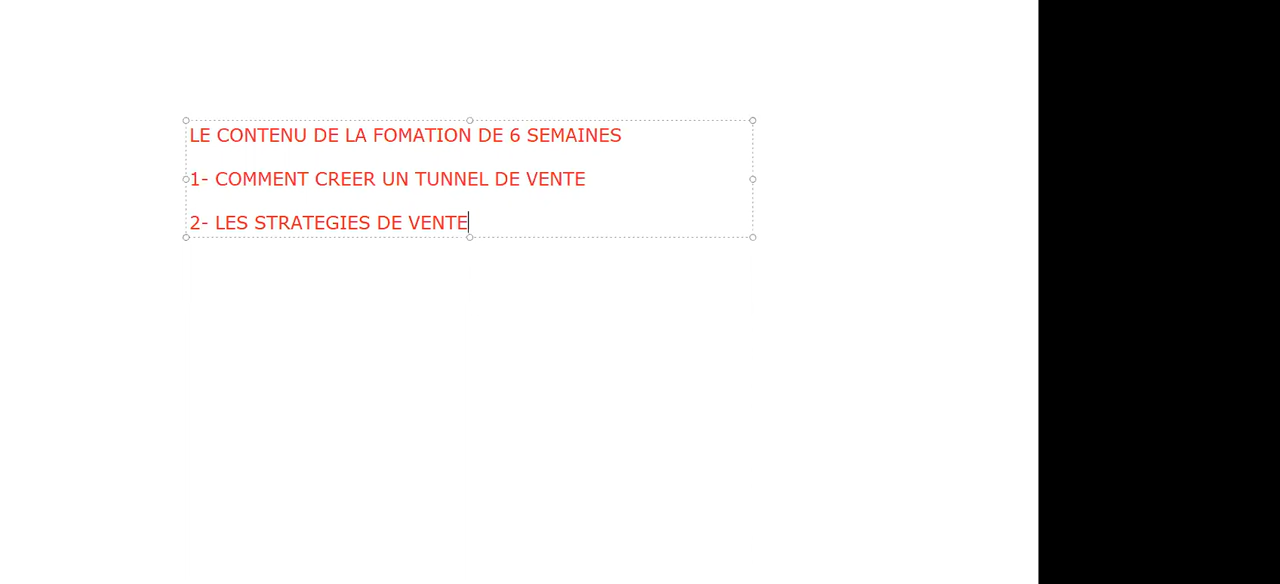 LE CONTENU DE LA FOMATION DE 6 SEMAINES
1- COMMENT CREER UN TUNNEL DE VENTE
2- LES STRATEGIES DE VENTE